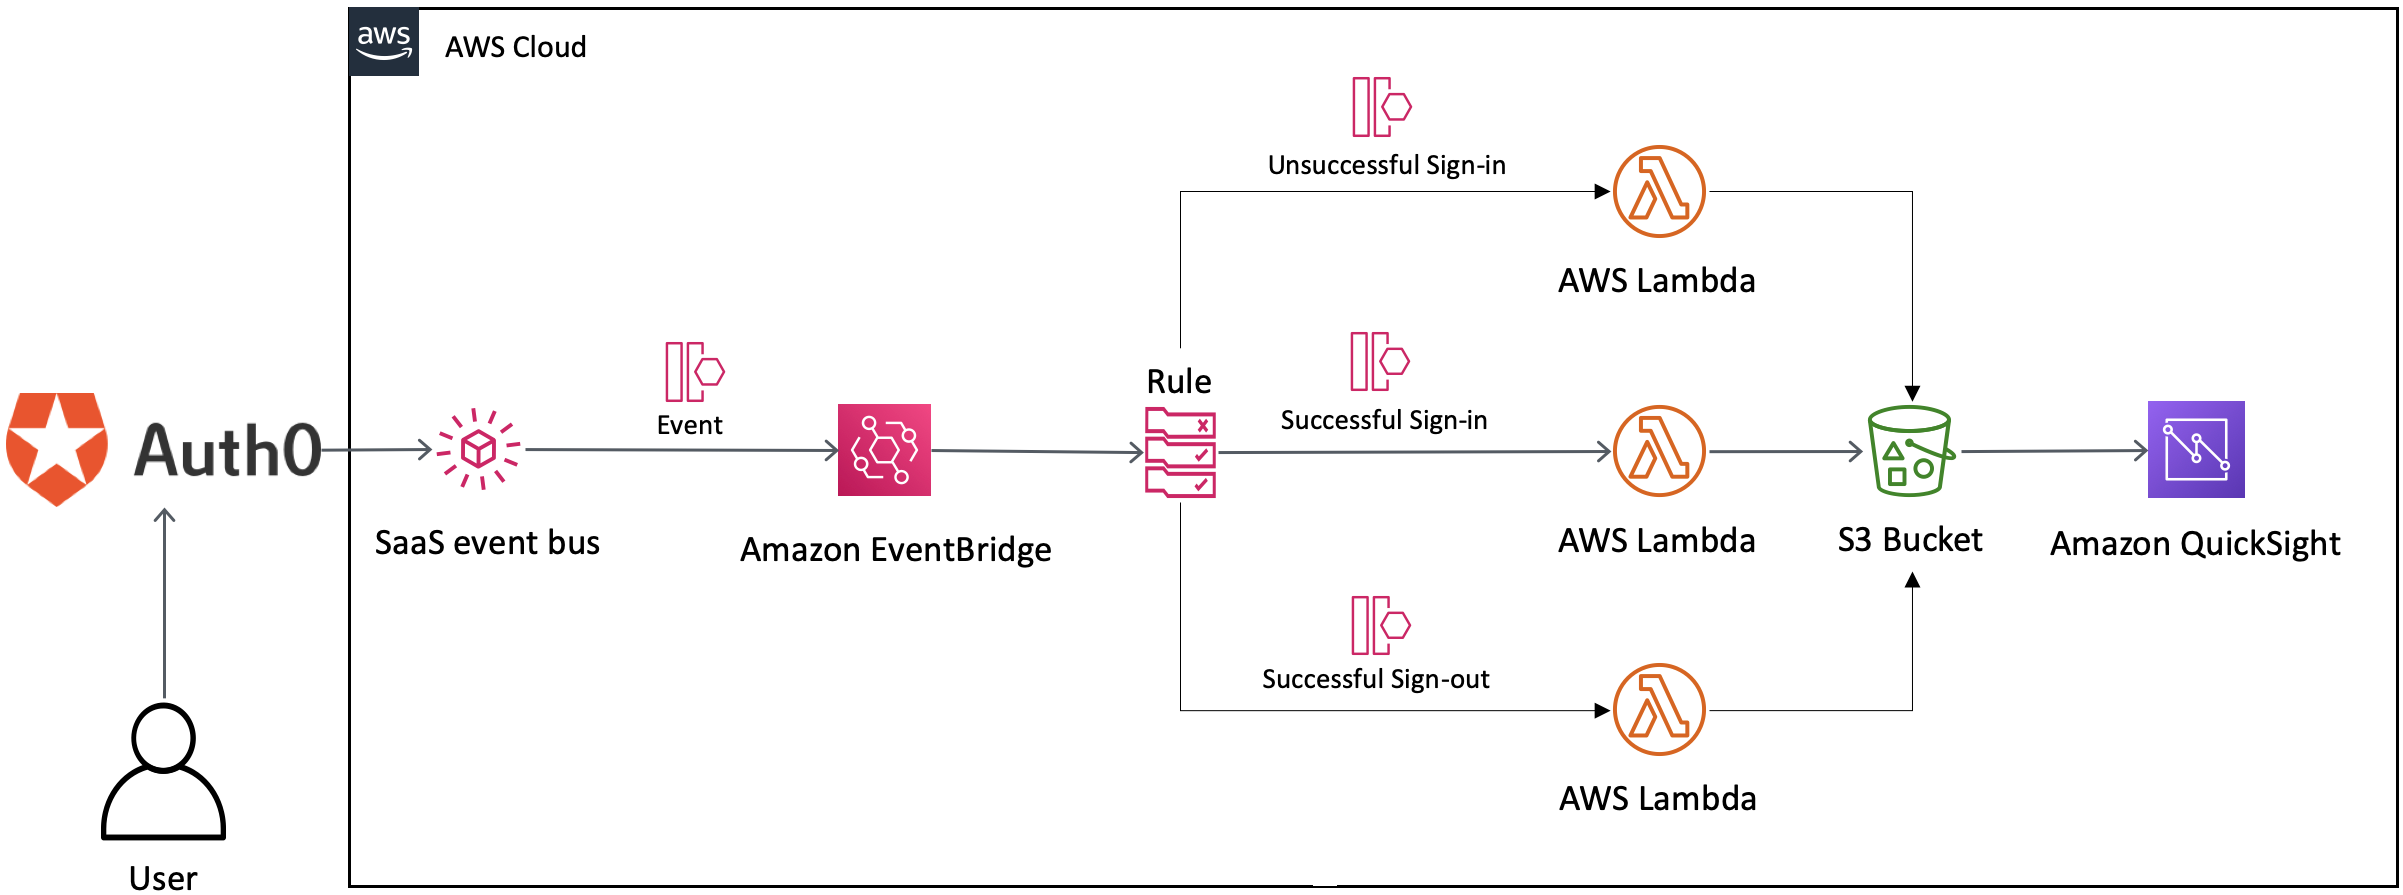 aws
AWS Cloud
Unsuccessful Sign-in
AWS Lambda
Event
Rule
Successful Sign-in
Auth0
SaaS event bus
Amazon EventBridge
AWS Lambda
S3 Bucket
Amazon QuickSight
Successful Sign-out
AWS Lambda
User